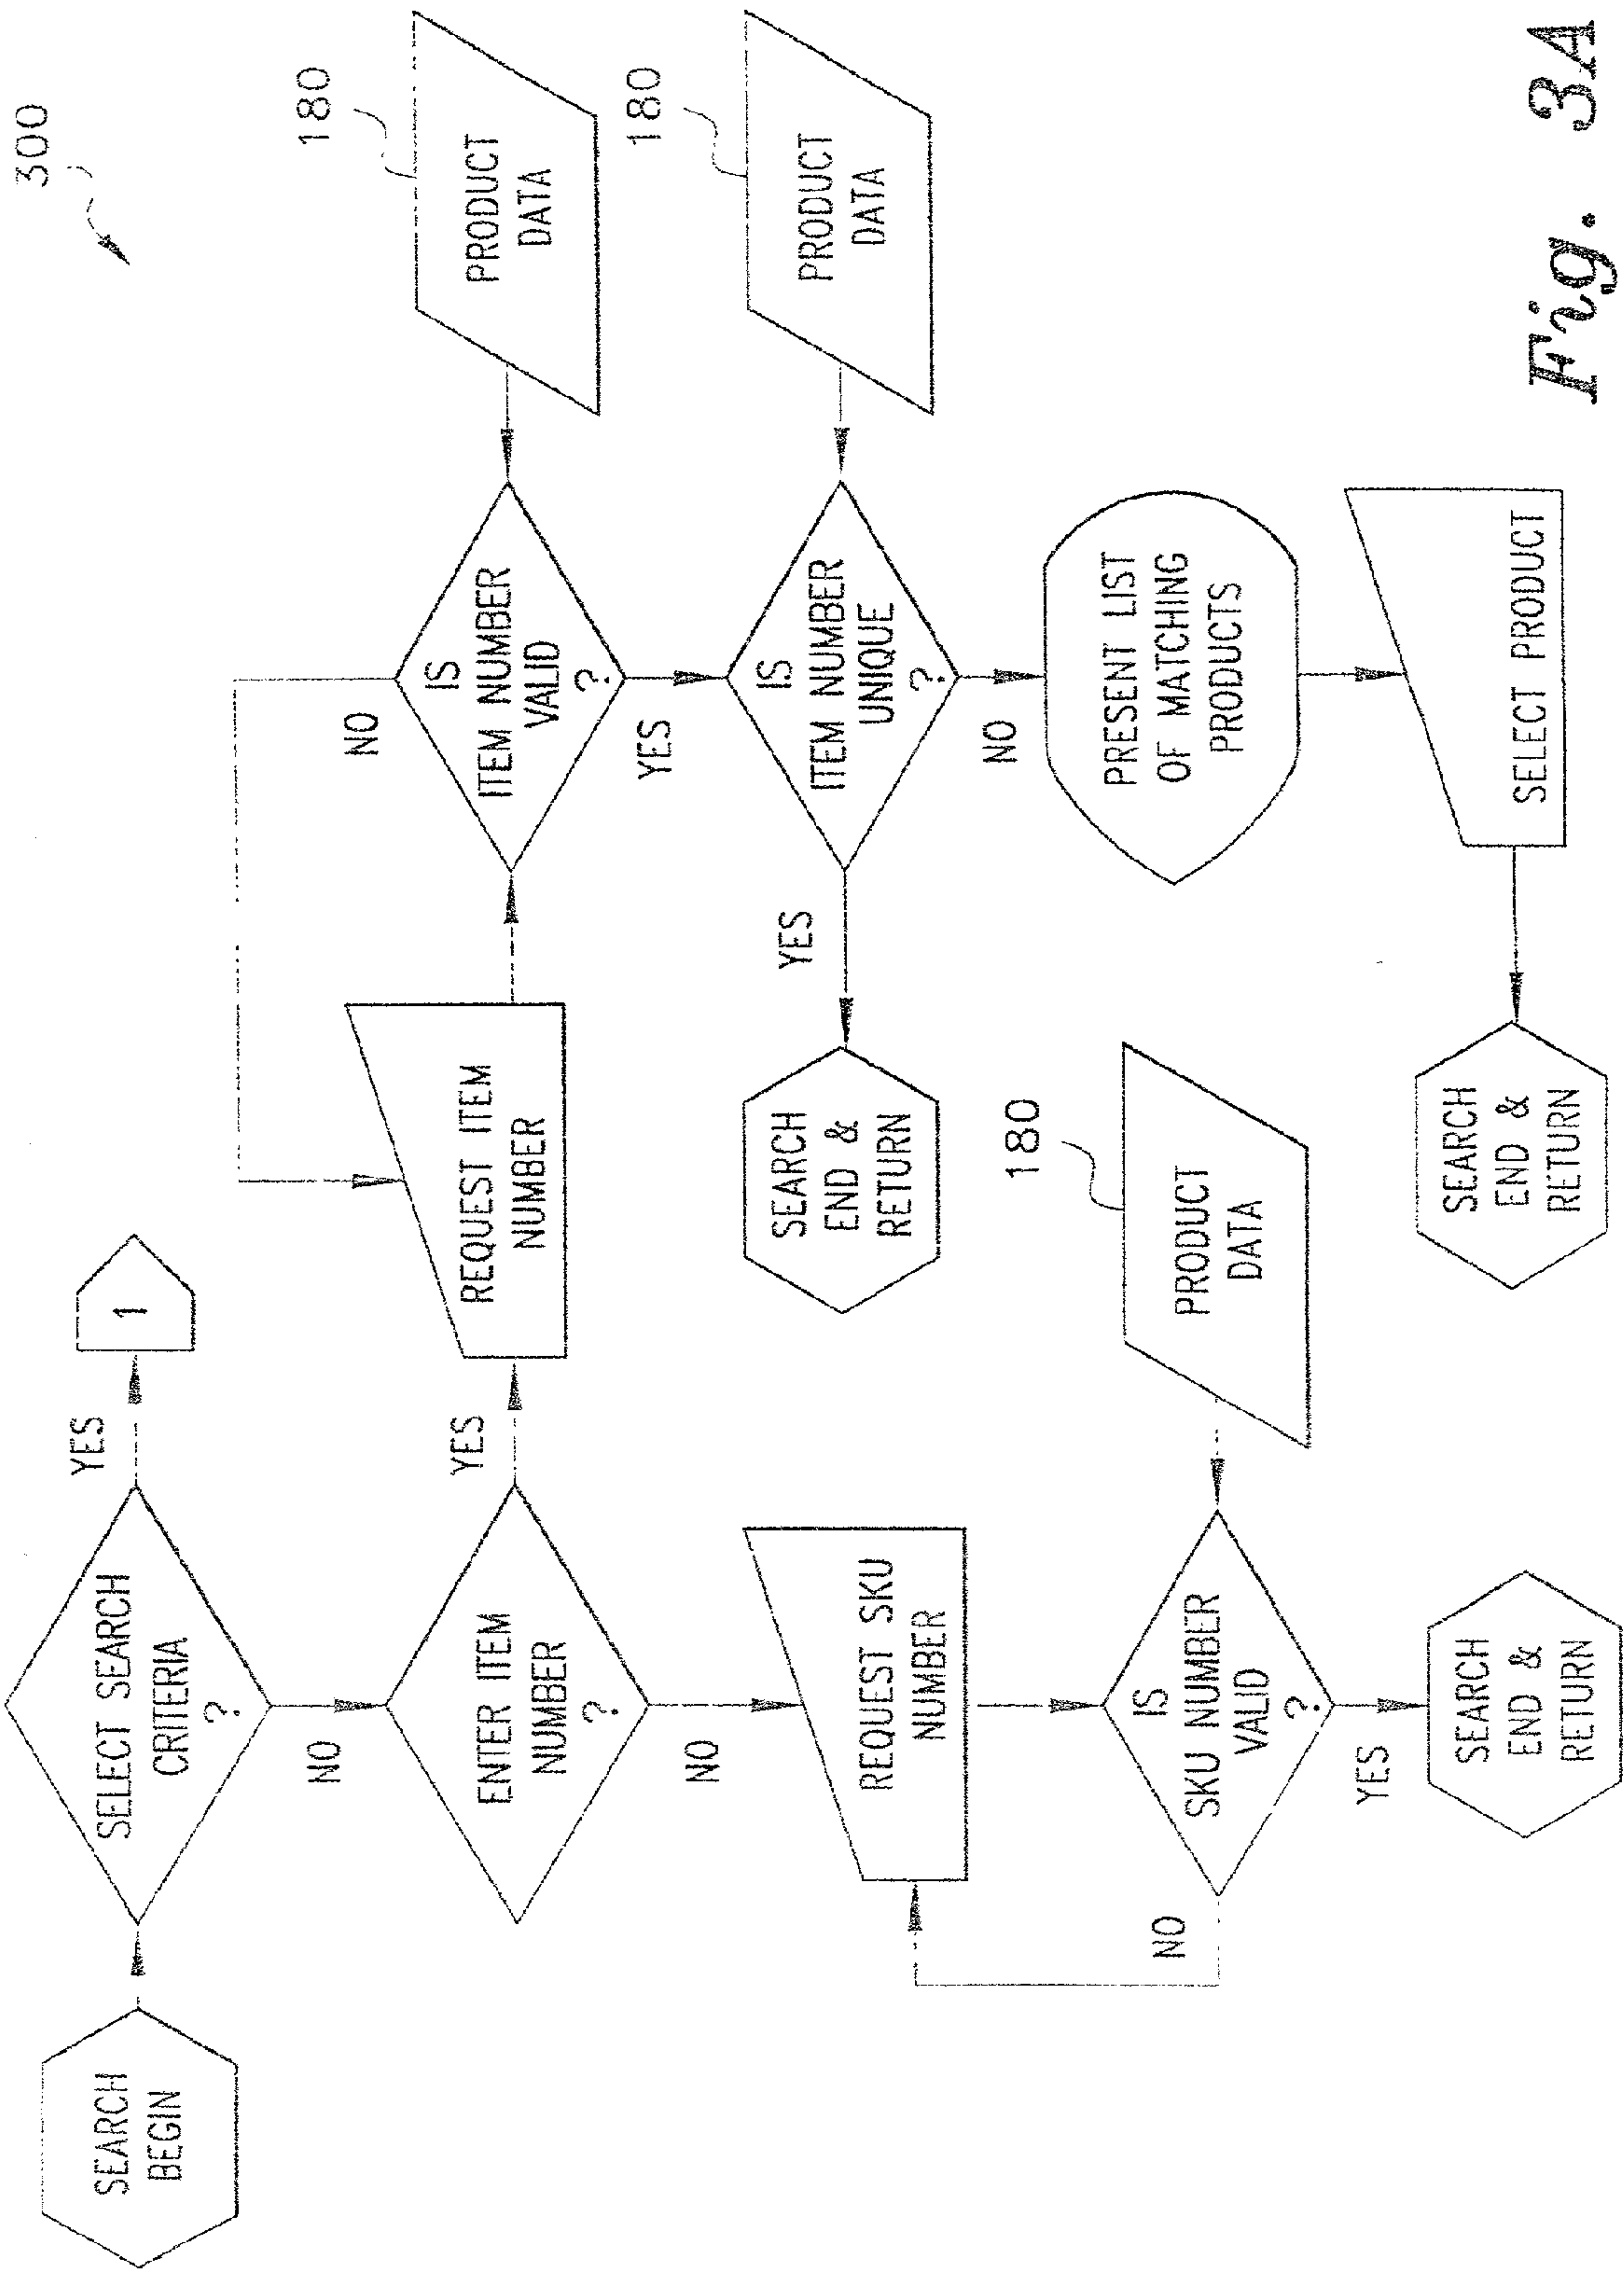 300
SEARCH
BEGIN
SELECT SEARCH
CRITERIA
?
YES
1
NO
ENTER ITEM
NUMBER
?
YES
REQUEST ITEM
NUMBER
NO
IS
ITEM NUMBER
VALID
?
180
PRODUCT
DATA
YES
IS
ITEM NUMBER
UNIQUE
?
180
PRODUCT
DATA
YES
SEARCH
END &
RETURN
NO
PRESENT LIST
OF MATCHING
PRODUCTS
SELECT PRODUCT
SEARCH
END &
RETURN
NO
REQUEST SKU
NUMBER
IS
SKU NUMBER
VALID
?
180
PRODUCT
DATA
NO
YES
SEARCH
END &
RETURN
Fig. 3A